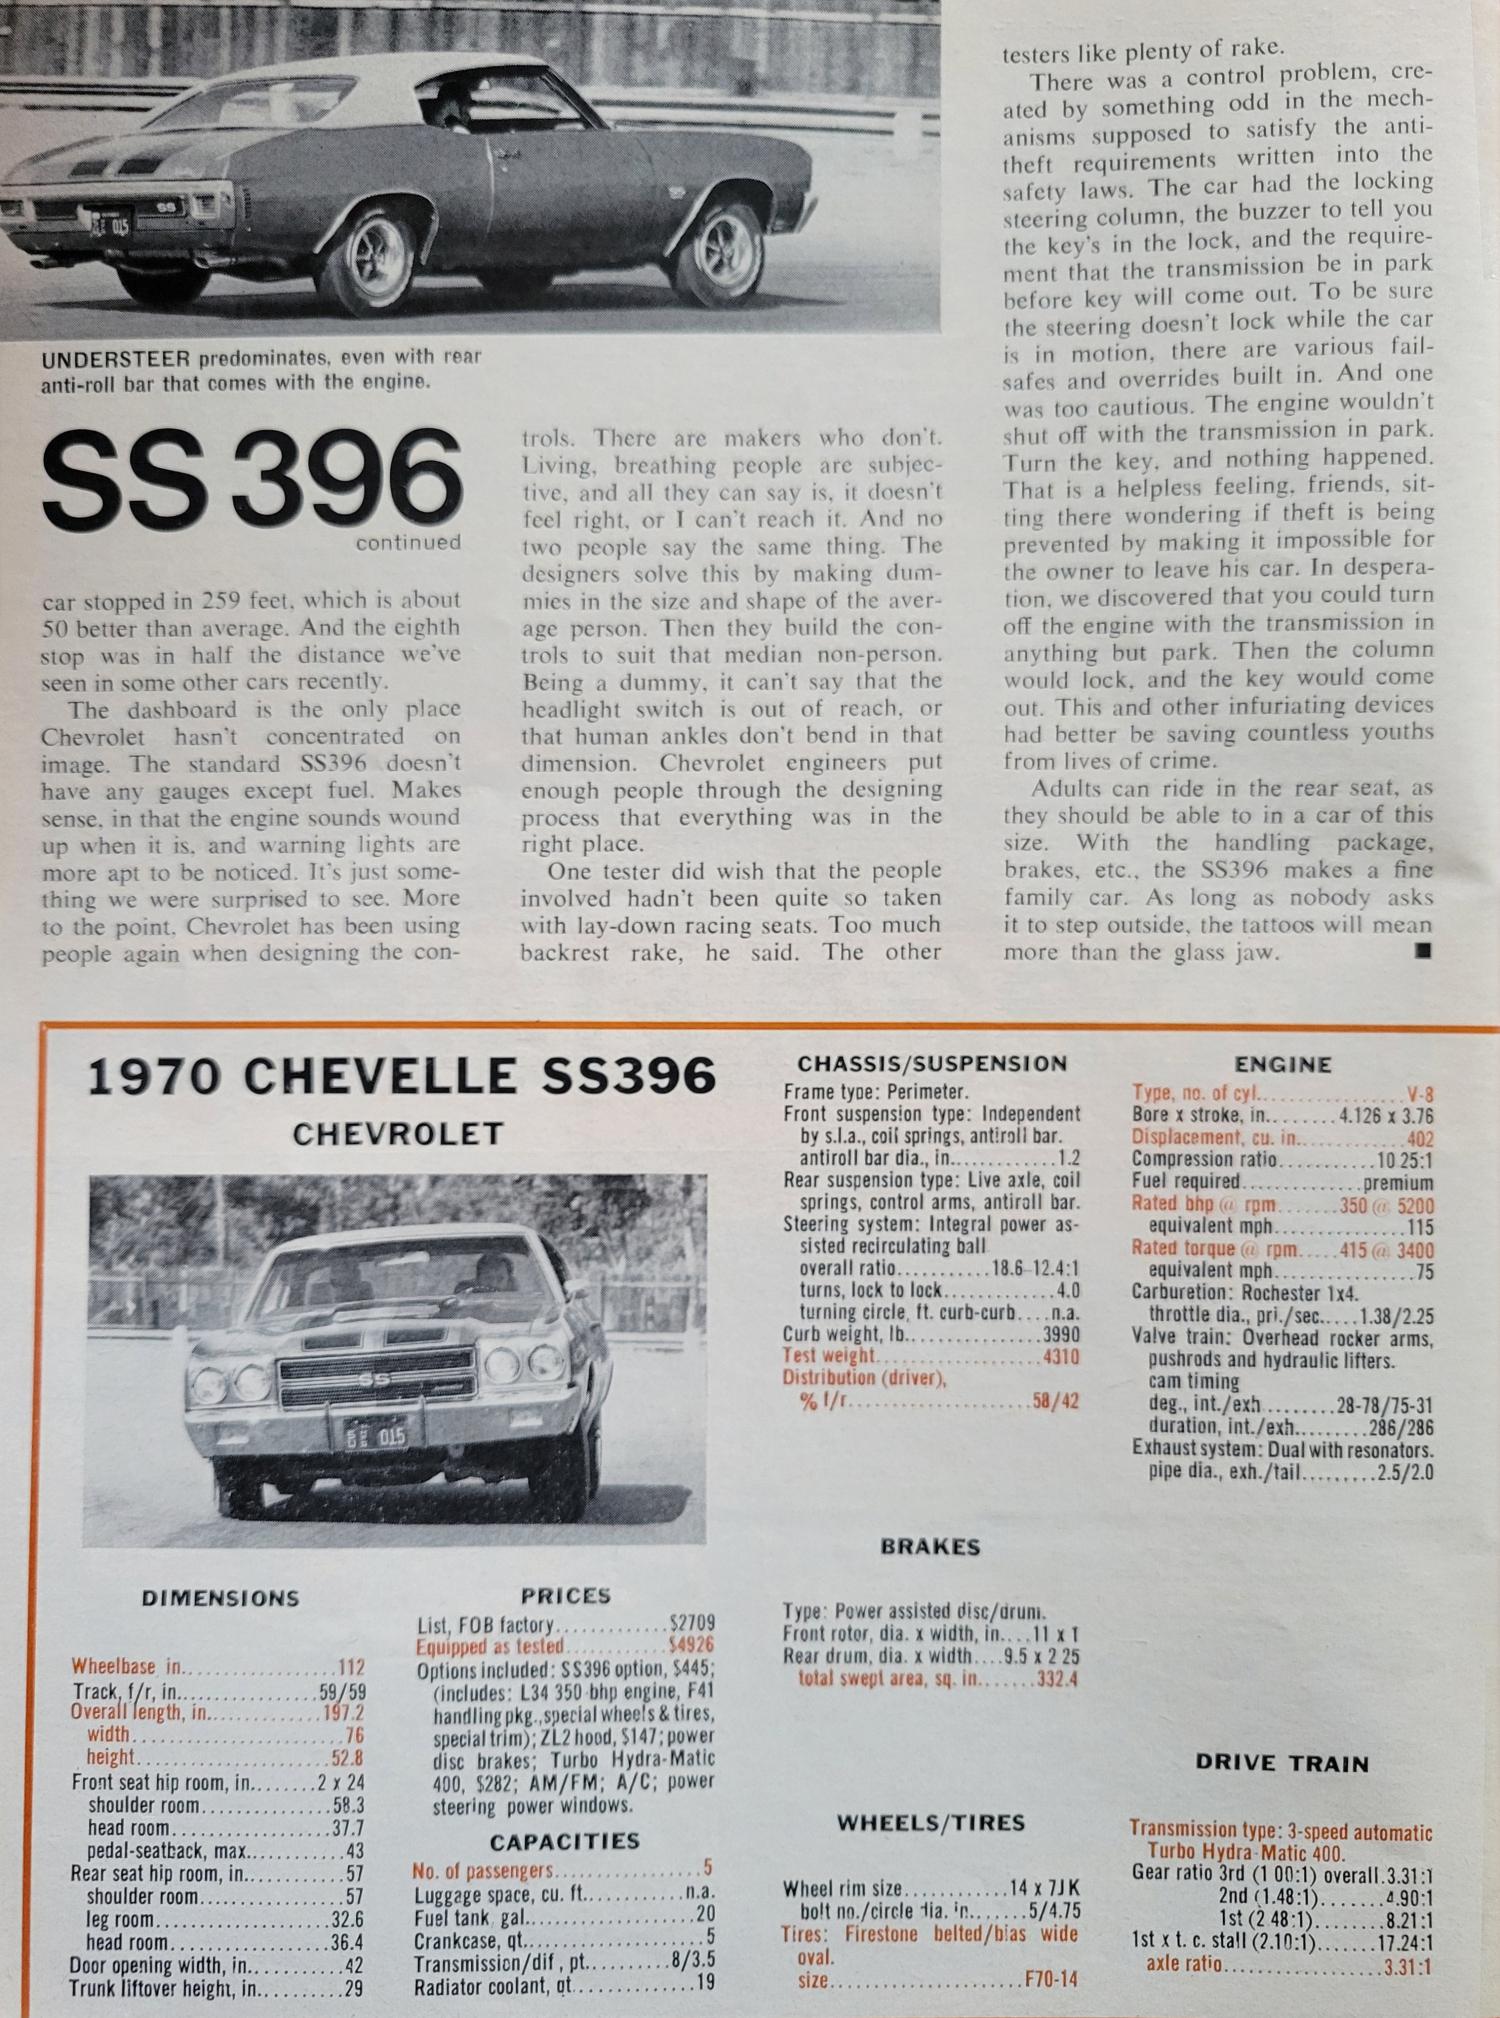 SS
015
UNDERSTEER predominates, even with rear
anti-roll bar that comes with the engine.
SS 396
continued
car stopped in 259 feet, which is about
50 better than average. And the eighth
stop was in half the distance we've
seen in some other cars recently.
The dashboard is the only place
Chevrolet hasn't concentrated on
image. The standard SS396 doesn't
have any gauges except fuel. Makes
sense, in that the engine sounds wound
up when it is, and warning lights are
more apt to be noticed. It's just some-
thing we were surprised to see. More
to the point, Chevrolet has been using
people again when designing the con-
trols. There are makers who don't.
Living, breathing people are subjec-
tive, and all they can say is, it doesn't
feel right, or I can't reach it. And no
two people say the same thing. The
designers solve this by making dum-
mies in the size and shape of the aver-
age person. Then they build the con-
trols to suit that median non-person.
Being a dummy, it can't say that the
headlight switch is out of reach, or
that human ankles don't bend in that
dimension. Chevrolet engineers put
enough people through the designing
process that everything was in the
right place.
One tester did wish that the people
involved hadn't been quite so taken
with lay-down racing seats. Too much
backrest rake, he said. The other
testers like plenty of rake.
There was a control problem, cre-
ated by something odd in the mech-
anisms supposed to satisfy the anti-
theft requirements written into the
safety laws. The car had the locking
steering column, the buzzer to tell you
the key's in the lock, and the require-
ment that the transmission be in park
before key will come out. To be sure
the steering doesn't lock while the car
is in motion, there are various fail-
safes and overrides built in. And one
was too cautious. The engine wouldn't
shut off with the transmission in park.
Turn the key, and nothing happened.
That is a helpless feeling, friends, sit-
ting there wondering if theft is being
prevented by making it impossible for
the owner to leave his car. In despera-
tion, we discovered that you could turn
off the engine with the transmission in
anything but park. Then the column
would lock, and the key would come
out. This and other infuriating devices
had better be saving countless youths
from lives of crime.
Adults can ride in the rear seat, as
they should be able to in a car of this
size. With the handling package,
brakes, etc., the SS396 makes a fine
family car. As long as nobody asks
it to step outside, the tattoos will mean
more than the glass jaw. ■
1970 CHEVELLE SS396
CHEVROLET
SS
015
DIMENSIONS
Wheelbase in..................112
Track, f/r, in................59/59
Overall length, in............197.2
width.........................76
height........................52.8
Front seat hip room, in.......2 x 24
shoulder room.................58.3
head room.....................37.7
pedal-seatback, max...........43
Rear seat hip room, in........57
shoulder room.................57
leg room......................32.6
head room.....................36.4
Door opening width, in........42
Trunk liftover height, in.....29
PRICES
List, FOB factory.............$2709
Equipped as tested............$4926
Options included: SS396 option, $445;
(includes: L34 350 bhp engine, F41
handling pkg.,special wheels & tires,
special trim); ZL2 hood, $147; power
disc brakes; Turbo Hydra-Matic
400, $282; AM/FM; A/C; power
steering power windows.
CAPACITIES
No. of passengers.............5
Luggage space, cu. ft.........n.a.
Fuel tank, gal................20
Crankcase, qt.................5
Transmission/dif., pt.........8/3.5
Radiator coolant, qt..........19
CHASSIS/SUSPENSION
Frame type: Perimeter.
Front suspension type: Independent
by s.l.a., coil springs, antiroll bar.
antiroll bar dia., in.........1.2
Rear suspension type: Live axle, coil
springs, control arms, antiroll bar.
Steering system: Integral power as-
sisted recirculating ball
overall ratio...........18.6-12.4:1
turns, lock to lock...........4.0
turning circle, ft. curb-curb....n.a.
Curb weight, lb...............3990
Test weight...................4310
Distribution (driver),
% f/r.........................58/42
BRAKES
Type: Power assisted disc/drum.
Front rotor, dia. x width, in....11 x 1
Rear drum, dia. x width....9.5 x 2.25
total swept area, sq. in.......332.4
WHEELS/TIRES
Wheel rim size...........14 x 7JK
bolt no./circle dia. in.......5/4.75
Tires: Firestone belted/bias wide
oval.
size.....................F70-14
ENGINE
Type, no. of cyl..............V-8
Bore x stroke, in........4.126 x 3.76
Displacement, cu. in..........402
Compression ratio...........10.25:1
Fuel required.............premium
Rated bhp @ rpm.......350 @ 5200
equivalent mph................115
Rated torque @ rpm.....415 @ 3400
equivalent mph................75
Carburetion: Rochester 1x4.
throttle dia., pri./sec.....1.38/2.25
Valve train: Overhead rocker arms,
pushrods and hydraulic lifters.
cam timing
deg., int./exh........28-78/75-31
duration, int./exh.........286/286
Exhaust system: Dual with resonators.
pipe dia., exh./tail.........2.5/2.0
DRIVE TRAIN
Transmission type: 3-speed automatic
Turbo Hydra-Matic 400.
Gear ratio 3rd (1.00:1) overall.3.31:1
2nd (1.48:1).......4.90:1
1st (2.48:1)........8.21:1
1st x t. c. stall (2.10:1).......17.24:1
axle ratio....................3.31:1